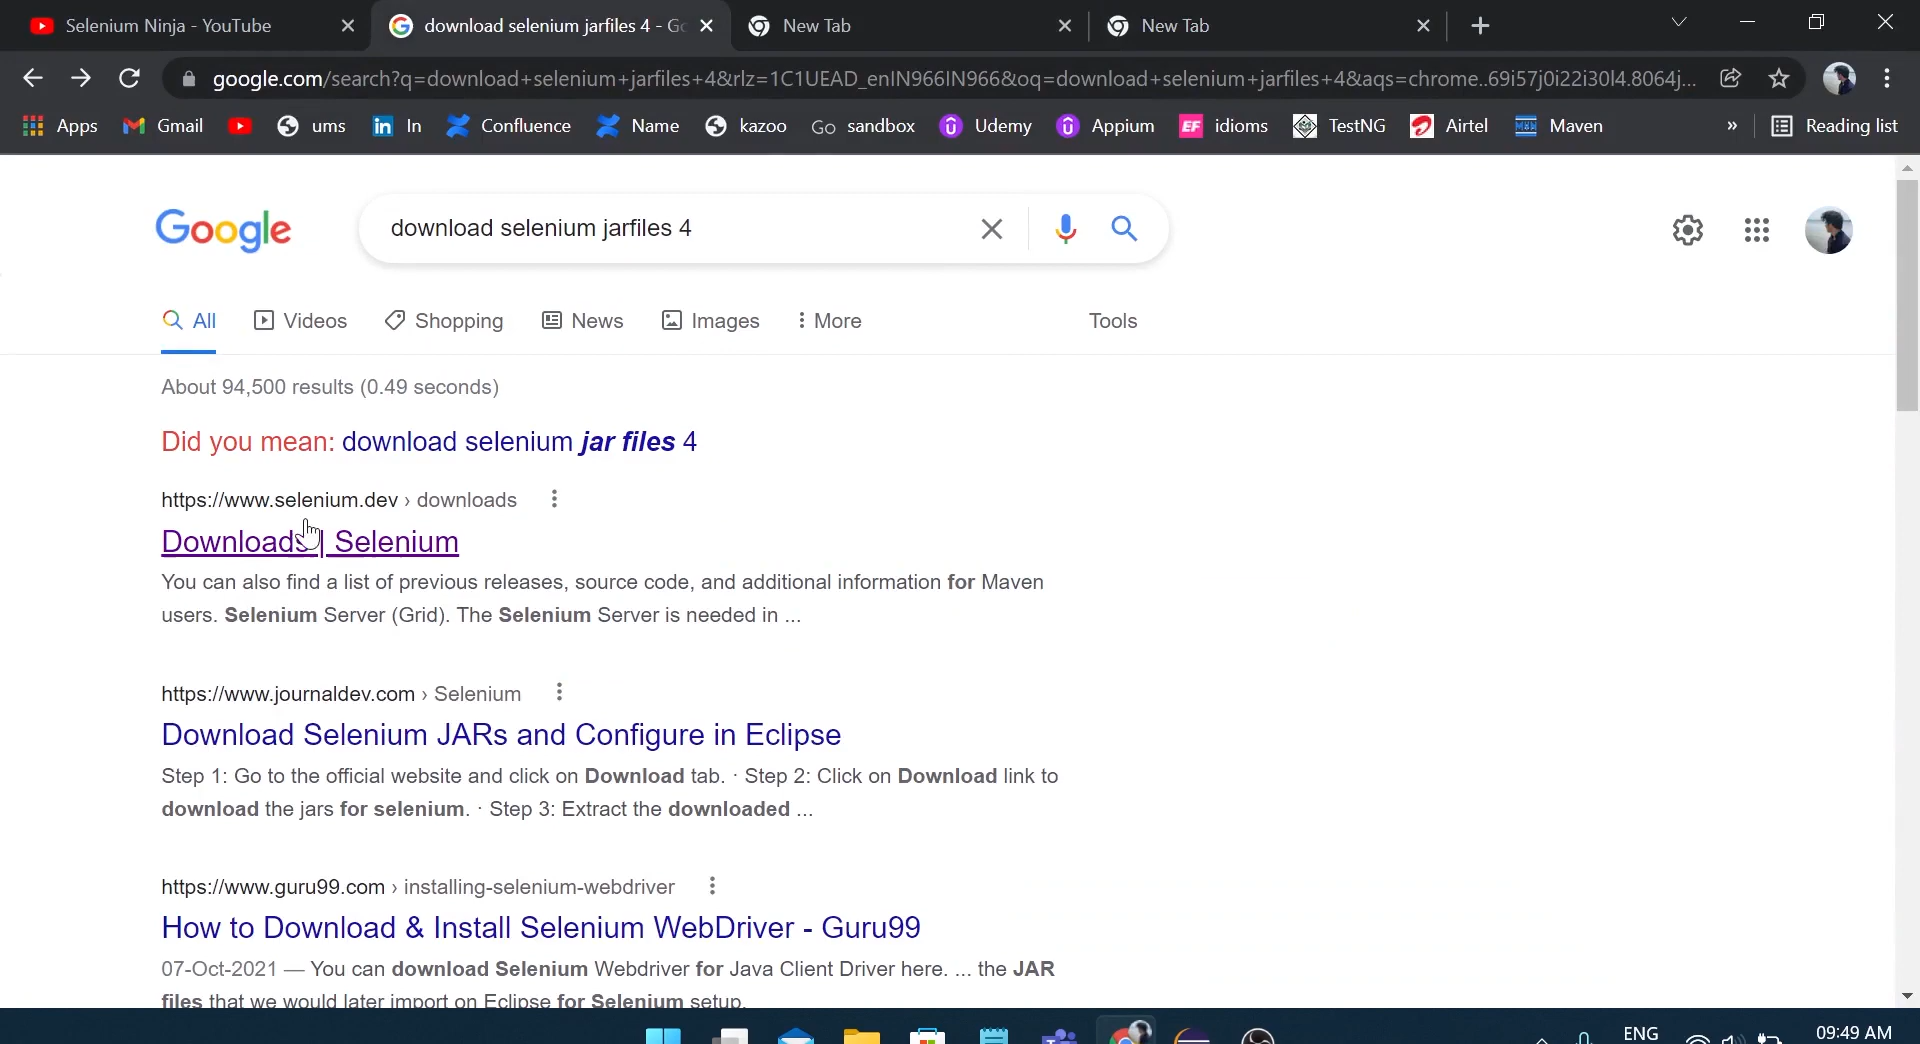 Selenium Ninja - YouTube
download selenium jarfiles 4 - Go
New Tab
New Tab
google.com/search?q=download+selenium+jarfiles+4&rlz=1C1UEAD_enIN966IN966&oq=download+selenium+jarfiles+4&aqs=chrome..69i57j0i22i30l4.8064j...
Apps Gmail ums In Confluence Name kazoo Go sandbox Udemy Appium EF idioms TestNG Airtel Maven » Reading list
Google
download selenium jarfiles 4
All Videos Shopping News Images More Tools
About 94,500 results (0.49 seconds)
Did you mean: download selenium jar files 4
https://www.selenium.dev › downloads
Downloads | Selenium
You can also find a list of previous releases, source code, and additional information for Maven
users. Selenium Server (Grid). The Selenium Server is needed in ...
https://www.journaldev.com › Selenium
Download Selenium JARs and Configure in Eclipse
Step 1: Go to the official website and click on Download tab. · Step 2: Click on Download link to
download the jars for selenium. · Step 3: Extract the downloaded ...
https://www.guru99.com › installing-selenium-webdriver
How to Download & Install Selenium WebDriver - Guru99
07-Oct-2021 — You can download Selenium Webdriver for Java Client Driver here. ... the JAR
files that we would later import on Eclipse for Selenium setup.
ENG
09:49 AM